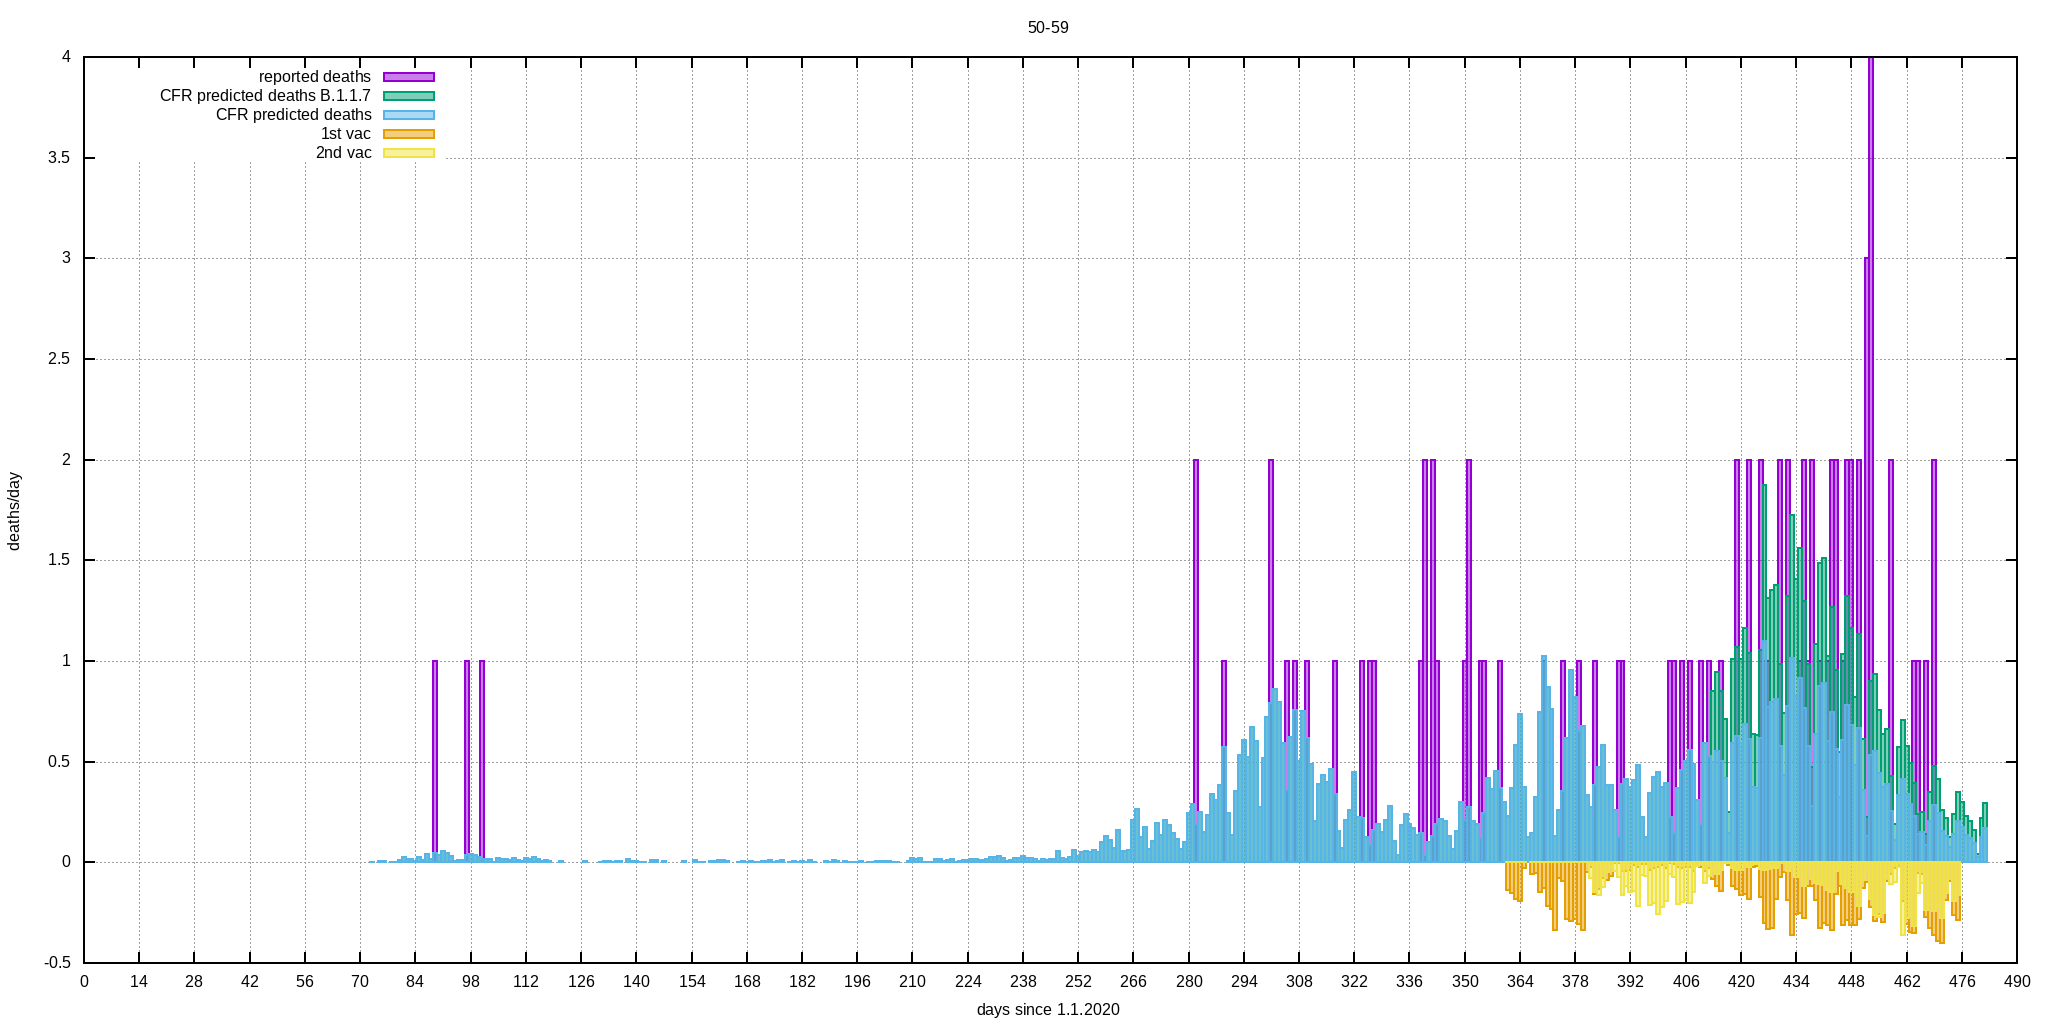 50-59
reported deaths
CFR predicted deaths B.1.1.7
CFR predicted deaths
1st vac
2nd vac
4
3.5
3
2.5
2
1.5
1
0.5
0
-0.5
deaths/day
0 14 28 42 56 70 84 98 112 126 140 154 168 182 196 210 224 238 252 266 280 294 308 322 336 350 364 378 392 406 420 434 448 462 476 490
days since 1.1.2020